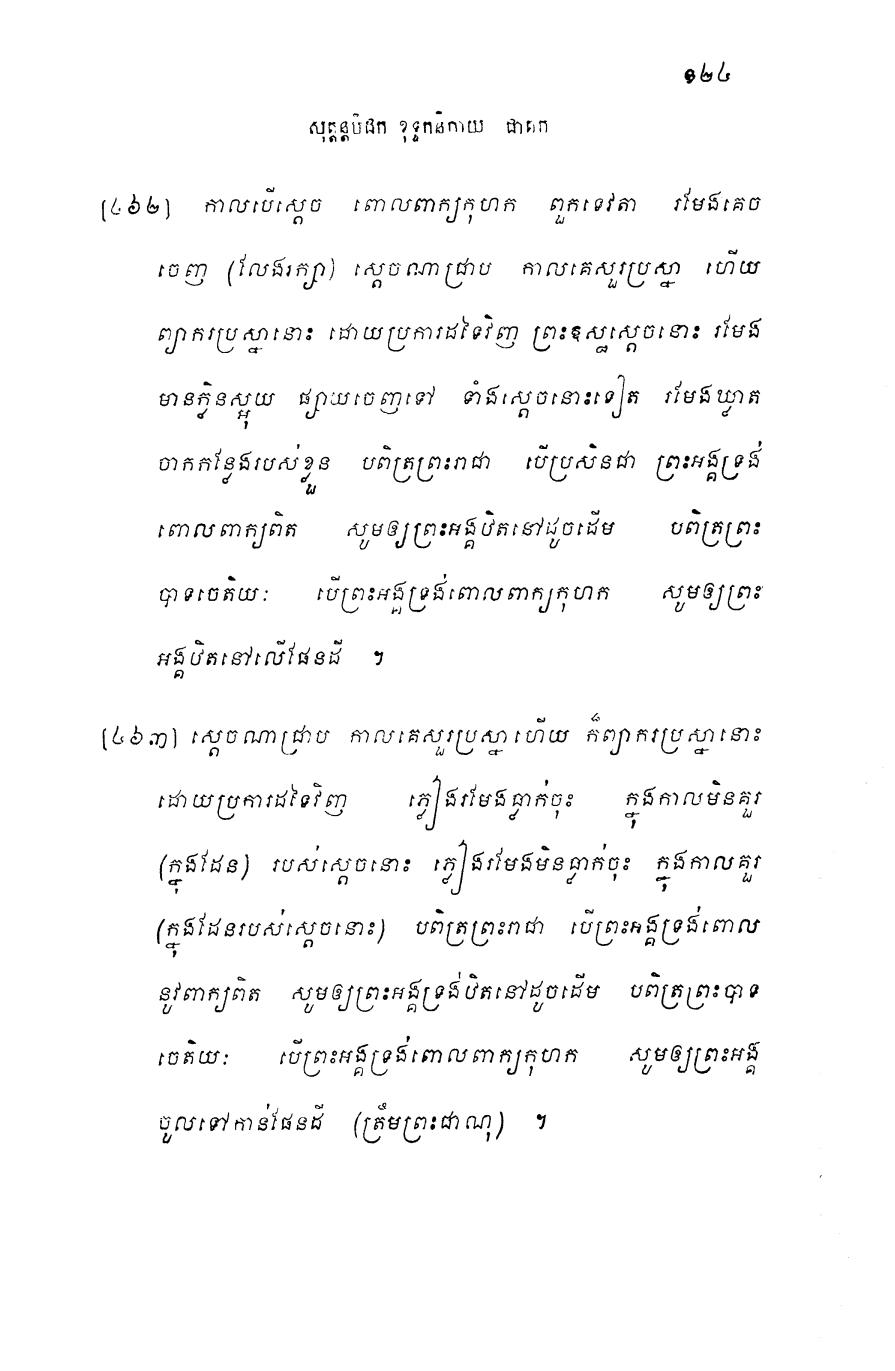 ១២៤
សុត្តន្តបិដក ខុទ្ទកនិកាយ ជាតក
[៤៦២] កាលបើស្តេច ពោលពាក្យកុហក ពួកទេវតា រមែងគេច
ចេញ (លែងរក្សា) ស្តេចណាជ្រាប កាលគេសួរប្រស្នា ហើយ
ព្យាករប្រស្នានោះ ដោយប្រការដទៃវិញ ព្រះឧស្ឋស្តេចនោះ រមែង
មានក្លិនស្អុយ ផ្សាយចេញទៅ ទាំងស្តេចនោះទៀត រមែងឃ្លាត
ចាកកន្លែងរបស់ខ្លួន បពិត្រព្រះរាជា បើប្រសិនជា ព្រះអង្គទ្រង់
ពោលពាក្យពិត សូមឲ្យព្រះអង្គឋិតនៅដូចដើម បពិត្រព្រះ
បាទចេតិយៈ បើព្រះអង្គទ្រង់ពោលពាក្យកុហក សូមឲ្យព្រះ
អង្គឋិតនៅលើផែនដី ។
[៤៦៣] ស្តេចណាជ្រាប កាលគេសួរប្រស្នាហើយ ក៏ព្យាករប្រស្នានោះ
ដោយប្រការដទៃវិញ ភ្លៀងរមែងធ្លាក់ចុះ ក្នុងកាលមិនគួរ
(ក្នុងដែន) របស់ស្តេចនោះ ភ្លៀងរមែងមិនធ្លាក់ចុះ ក្នុងកាលគួរ
(ក្នុងដែនរបស់ស្តេចនោះ) បពិត្រព្រះរាជា បើព្រះអង្គទ្រង់ពោល
នូវពាក្យពិត សូមឲ្យព្រះអង្គទ្រង់ឋិតនៅដូចដើម បពិត្រព្រះបាទ
ចេតិយៈ បើព្រះអង្គទ្រង់ពោលពាក្យកុហក សូមឲ្យព្រះអង្គ
ចូលទៅកាន់ផែនដី (ត្រឹមព្រះជាណុ) ។